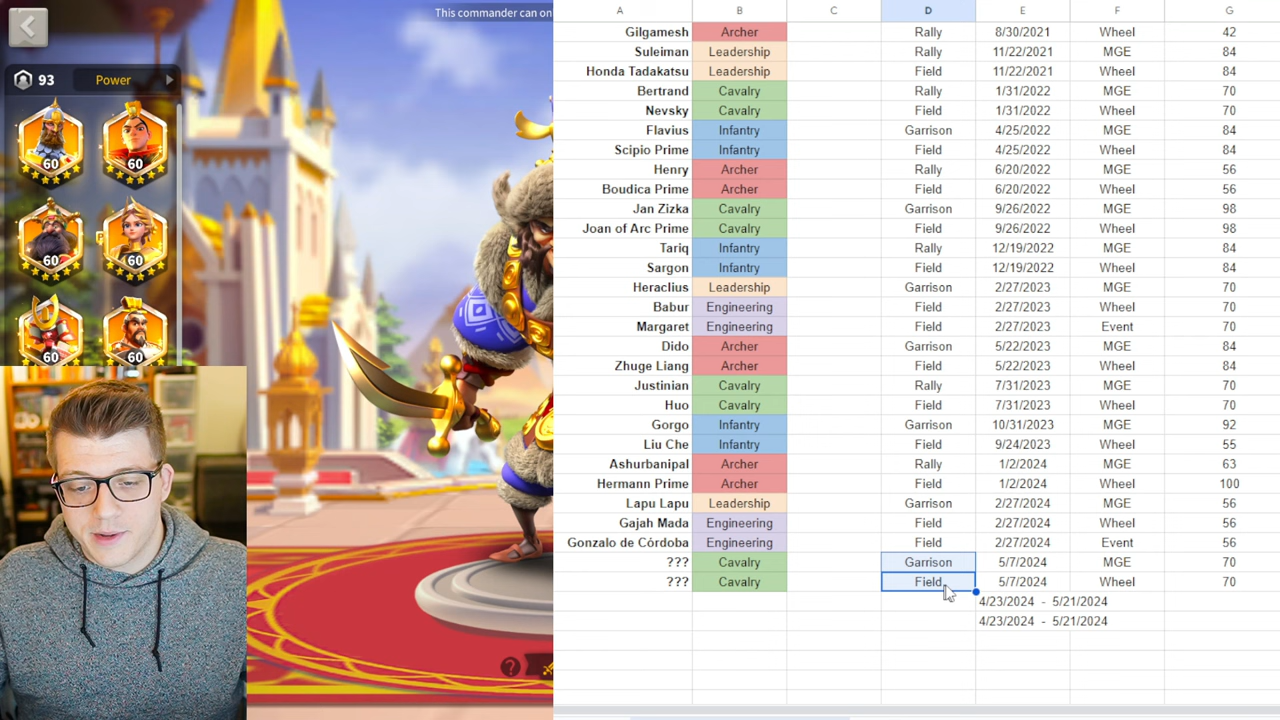 This commander can on
93 Power
60 60
60 60
60 60
?
A B C D E F G
Gilgamesh Archer Rally 8/30/2021 Wheel 42
Suleiman Leadership Rally 11/22/2021 MGE 84
Honda Tadakatsu Leadership Field 11/22/2021 Wheel 84
Bertrand Cavalry Rally 1/31/2022 MGE 70
Nevsky Cavalry Field 1/31/2022 Wheel 70
Flavius Infantry Garrison 4/25/2022 MGE 84
Scipio Prime Infantry Field 4/25/2022 Wheel 84
Henry Archer Rally 6/20/2022 MGE 56
Boudica Prime Archer Field 6/20/2022 Wheel 56
Jan Zizka Cavalry Garrison 9/26/2022 MGE 98
Joan of Arc Prime Cavalry Field 9/26/2022 Wheel 98
Tariq Infantry Rally 12/19/2022 MGE 84
Sargon Infantry Field 12/19/2022 Wheel 84
Heraclius Leadership Garrison 2/27/2023 MGE 70
Babur Engineering Field 2/27/2023 Wheel 70
Margaret Engineering Field 2/27/2023 Event 70
Dido Archer Garrison 5/22/2023 MGE 84
Zhuge Liang Archer Field 5/22/2023 Wheel 84
Justinian Cavalry Rally 7/31/2023 MGE 70
Huo Cavalry Field 7/31/2023 Wheel 70
Gorgo Infantry Garrison 10/31/2023 MGE 92
Liu Che Infantry Field 9/24/2023 Wheel 55
Ashurbanipal Archer Rally 1/2/2024 MGE 63
Hermann Prime Archer Field 1/2/2024 Wheel 100
Lapu Lapu Leadership Garrison 2/27/2024 MGE 56
Gajah Mada Engineering Field 2/27/2024 Wheel 56
Gonzalo de Córdoba Engineering Field 2/27/2024 Event 56
??? Cavalry Garrison 5/7/2024 MGE 70
??? Cavalry Field 5/7/2024 Wheel 70
4/23/2024 - 5/21/2024
4/23/2024 - 5/21/2024